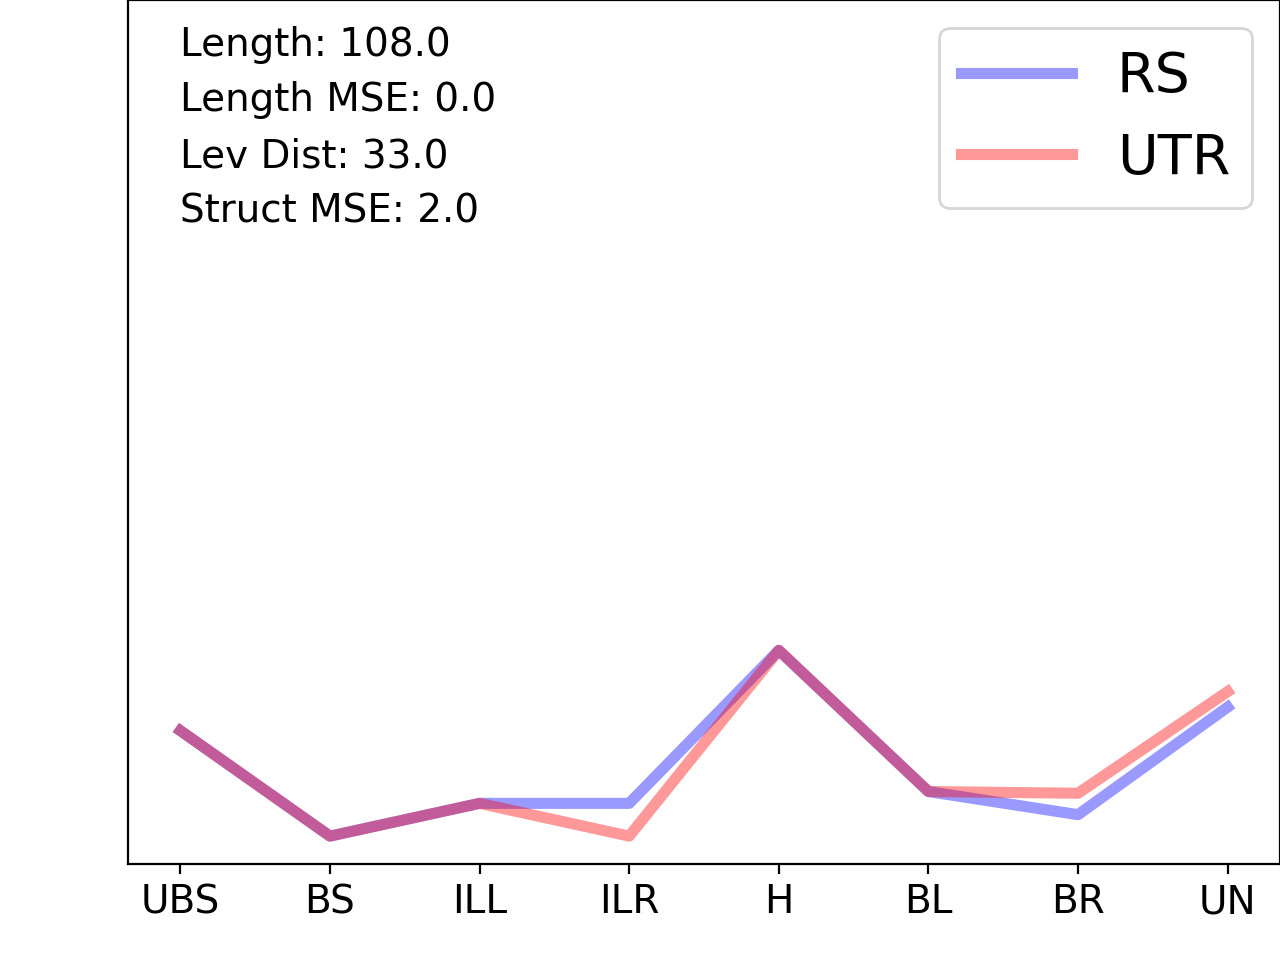 Length: 108.0
Length MSE: 0.0
Lev Dist: 33.0
Struct MSE: 2.0
RS
UTR
UBS BS ILL ILR H BL BR UN